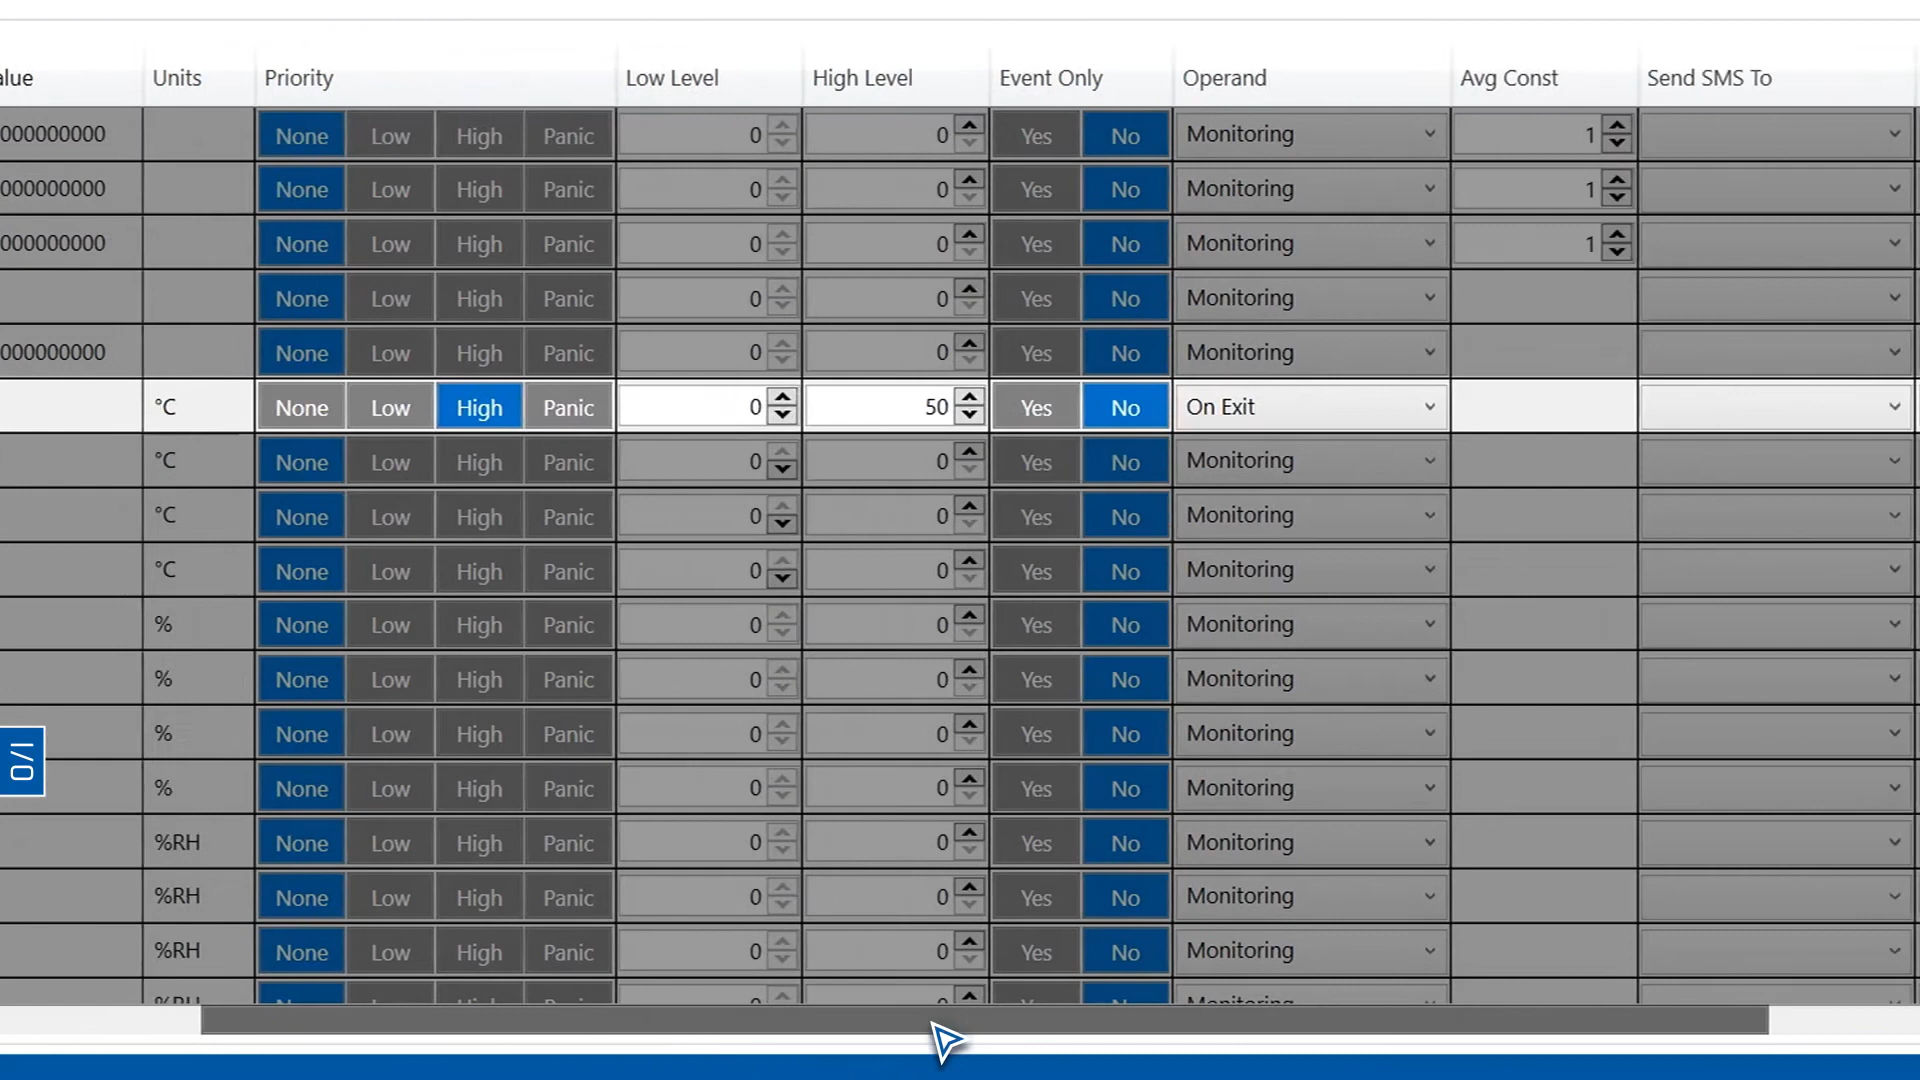 alue Units Priority Low Level High Level Event Only Operand Avg Const Send SMS To
000000000 None Low High Panic 0 0 Yes No Monitoring 1
000000000 None Low High Panic 0 0 Yes No Monitoring 1
000000000 None Low High Panic 0 0 Yes No Monitoring 1
None Low High Panic 0 0 Yes No Monitoring
000000000 None Low High Panic 0 0 Yes No Monitoring
°C None Low High Panic 0 50 Yes No On Exit
°C None Low High Panic 0 0 Yes No Monitoring
°C None Low High Panic 0 0 Yes No Monitoring
°C None Low High Panic 0 0 Yes No Monitoring
% None Low High Panic 0 0 Yes No Monitoring
% None Low High Panic 0 0 Yes No Monitoring
% None Low High Panic 0 0 Yes No Monitoring
% None Low High Panic 0 0 Yes No Monitoring
%RH None Low High Panic 0 0 Yes No Monitoring
%RH None Low High Panic 0 0 Yes No Monitoring
%RH None Low High Panic 0 0 Yes No Monitoring
I/O